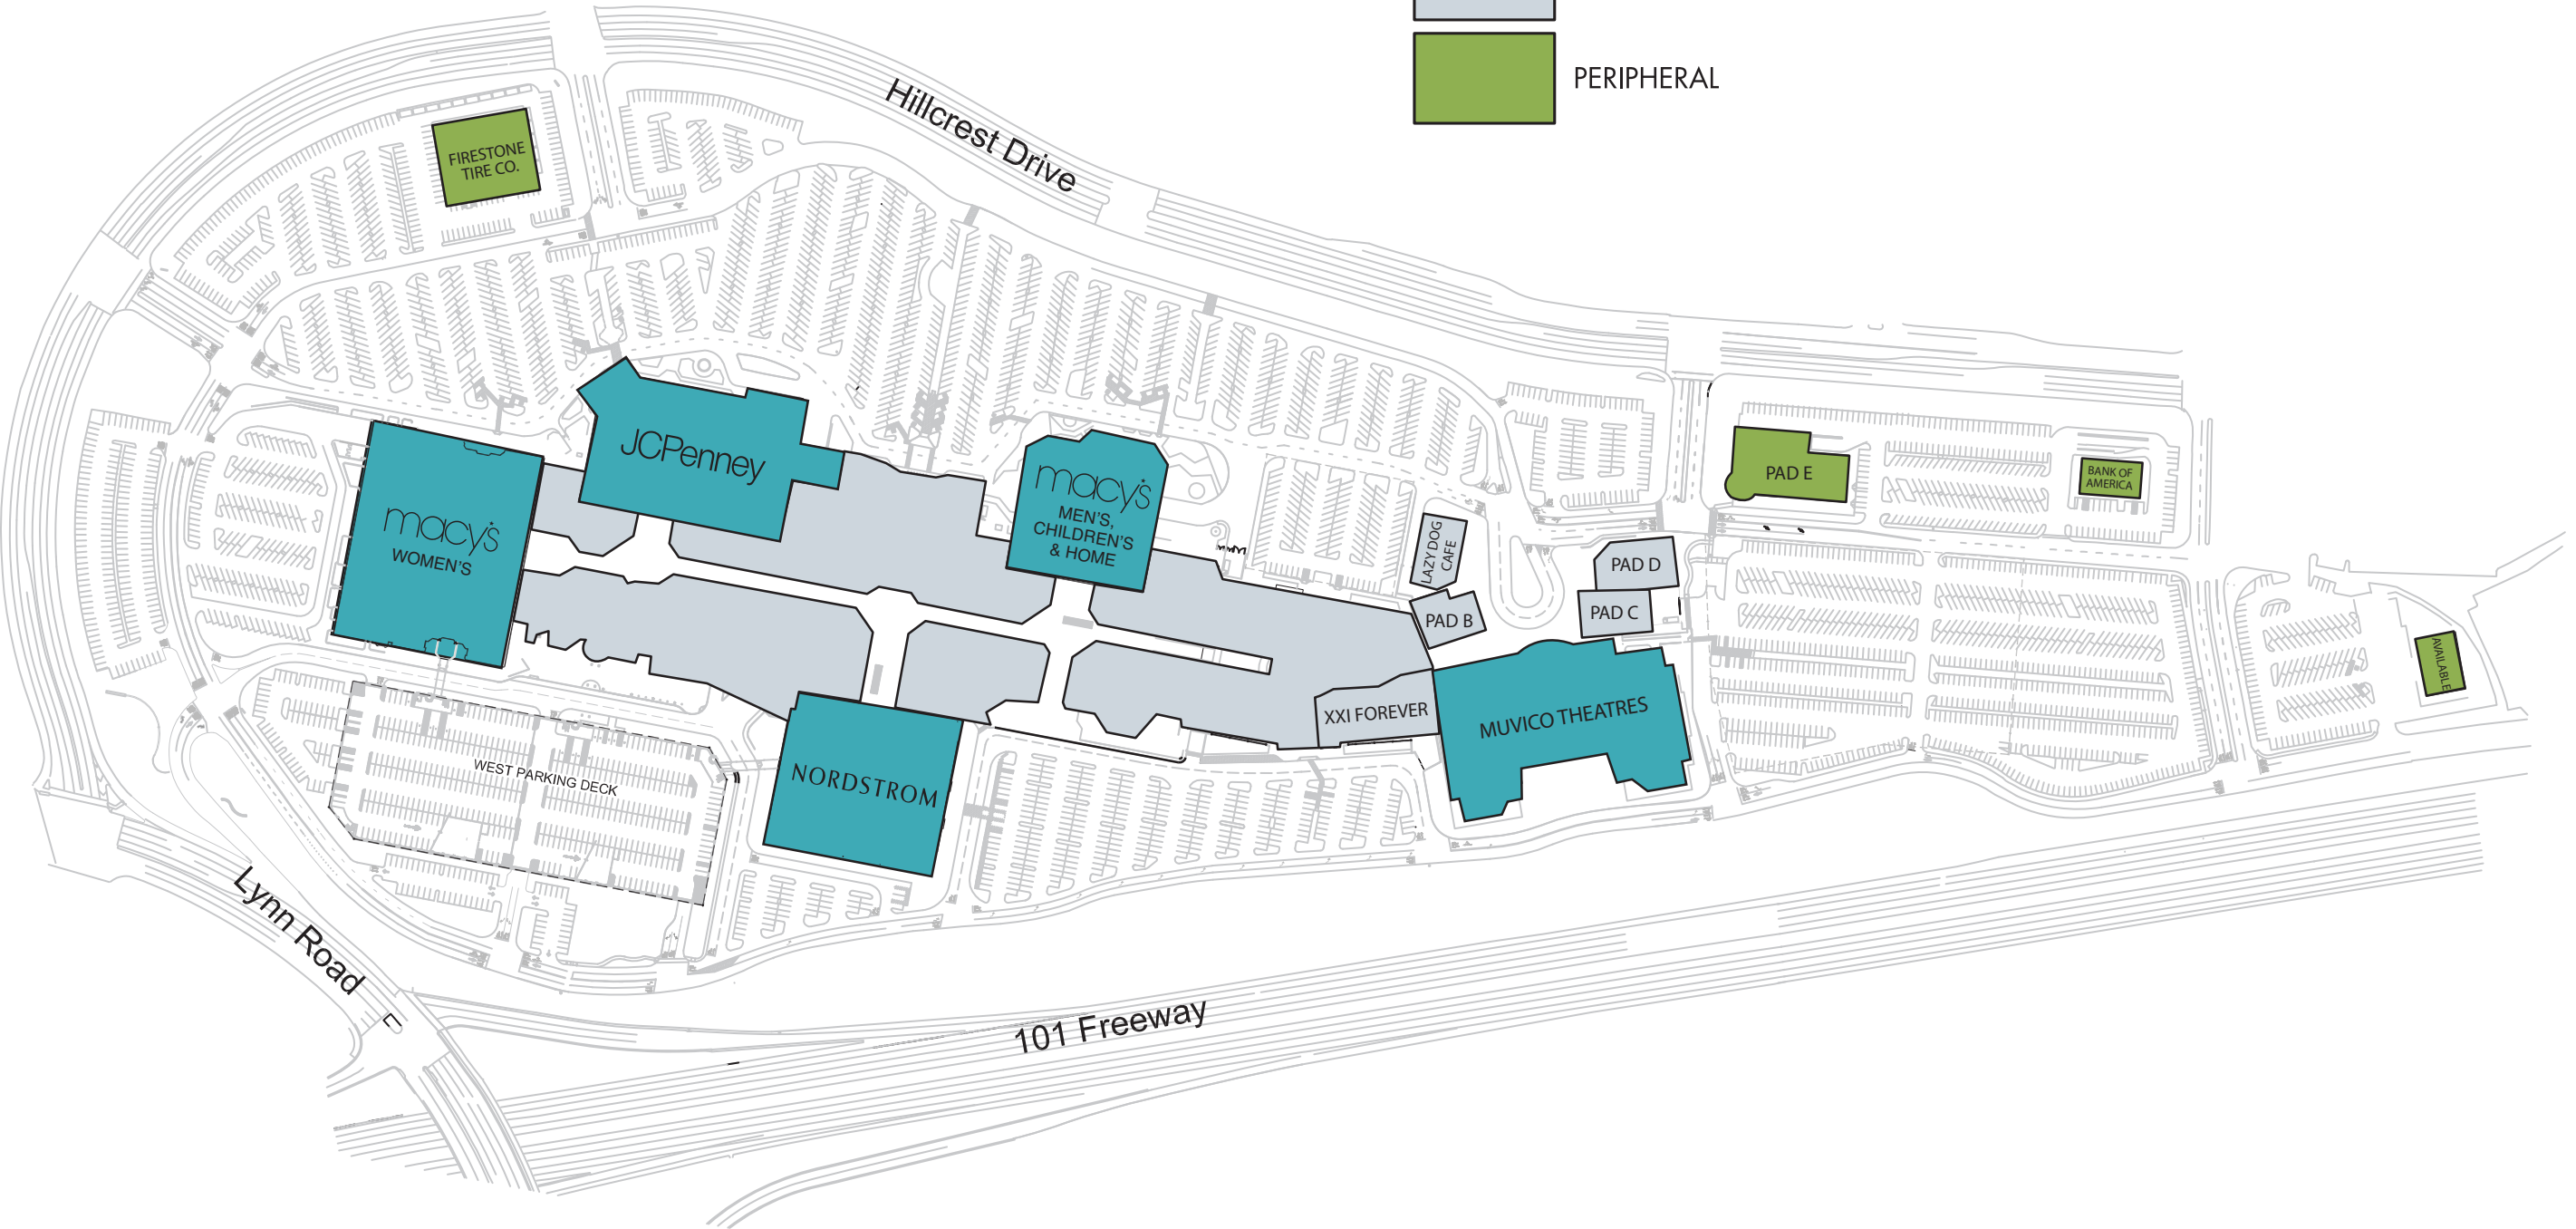 PERIPHERAL
Hillcrest Drive
FIRESTONE
TIRE CO.
JCPenney
macy's
MEN'S,
CHILDREN'S
& HOME
macy's
WOMEN'S
LAZY DOG
CAFE
PAD B
PAD D
PAD C
PAD E
BANK OF
AMERICA
AVAILABLE
XXI FOREVER
MUVICO THEATRES
NORDSTROM
WEST PARKING DECK
Lynn Road
101 Freeway